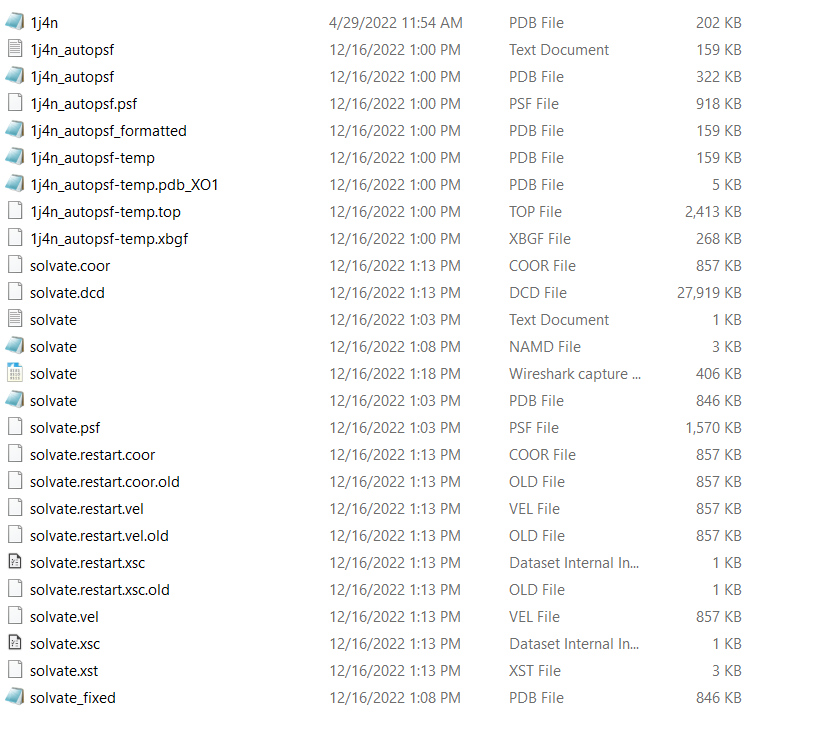 1j4n 4/29/2022 11:54 AM PDB File 202 KB
1j4n_autopsf 12/16/2022 1:00 PM Text Document 159 KB
1j4n_autopsf 12/16/2022 1:00 PM PDB File 322 KB
1j4n_autopsf.psf 12/16/2022 1:00 PM PSF File 918 KB
1j4n_autopsf_formatted 12/16/2022 1:00 PM PDB File 159 KB
1j4n_autopsf-temp 12/16/2022 1:00 PM PDB File 159 KB
1j4n_autopsf-temp.pdb_XO1 12/16/2022 1:00 PM PDB File 5 KB
1j4n_autopsf-temp.top 12/16/2022 1:00 PM TOP File 2,413 KB
1j4n_autopsf-temp.xbgf 12/16/2022 1:00 PM XBGF File 268 KB
solvate.coor 12/16/2022 1:13 PM COOR File 857 KB
solvate.dcd 12/16/2022 1:13 PM DCD File 27,919 KB
solvate 12/16/2022 1:03 PM Text Document 1 KB
solvate 12/16/2022 1:08 PM NAMD File 3 KB
solvate 12/16/2022 1:18 PM Wireshark capture ... 406 KB
solvate 12/16/2022 1:03 PM PDB File 846 KB
solvate.psf 12/16/2022 1:03 PM PSF File 1,570 KB
solvate.restart.coor 12/16/2022 1:13 PM COOR File 857 KB
solvate.restart.coor.old 12/16/2022 1:13 PM OLD File 857 KB
solvate.restart.vel 12/16/2022 1:13 PM VEL File 857 KB
solvate.restart.vel.old 12/16/2022 1:13 PM OLD File 857 KB
solvate.restart.xsc 12/16/2022 1:13 PM Dataset Internal In... 1 KB
solvate.restart.xsc.old 12/16/2022 1:13 PM OLD File 1 KB
solvate.vel 12/16/2022 1:13 PM VEL File 857 KB
solvate.xsc 12/16/2022 1:13 PM Dataset Internal In... 1 KB
solvate.xst 12/16/2022 1:13 PM XST File 3 KB
solvate_fixed 12/16/2022 1:08 PM PDB File 846 KB